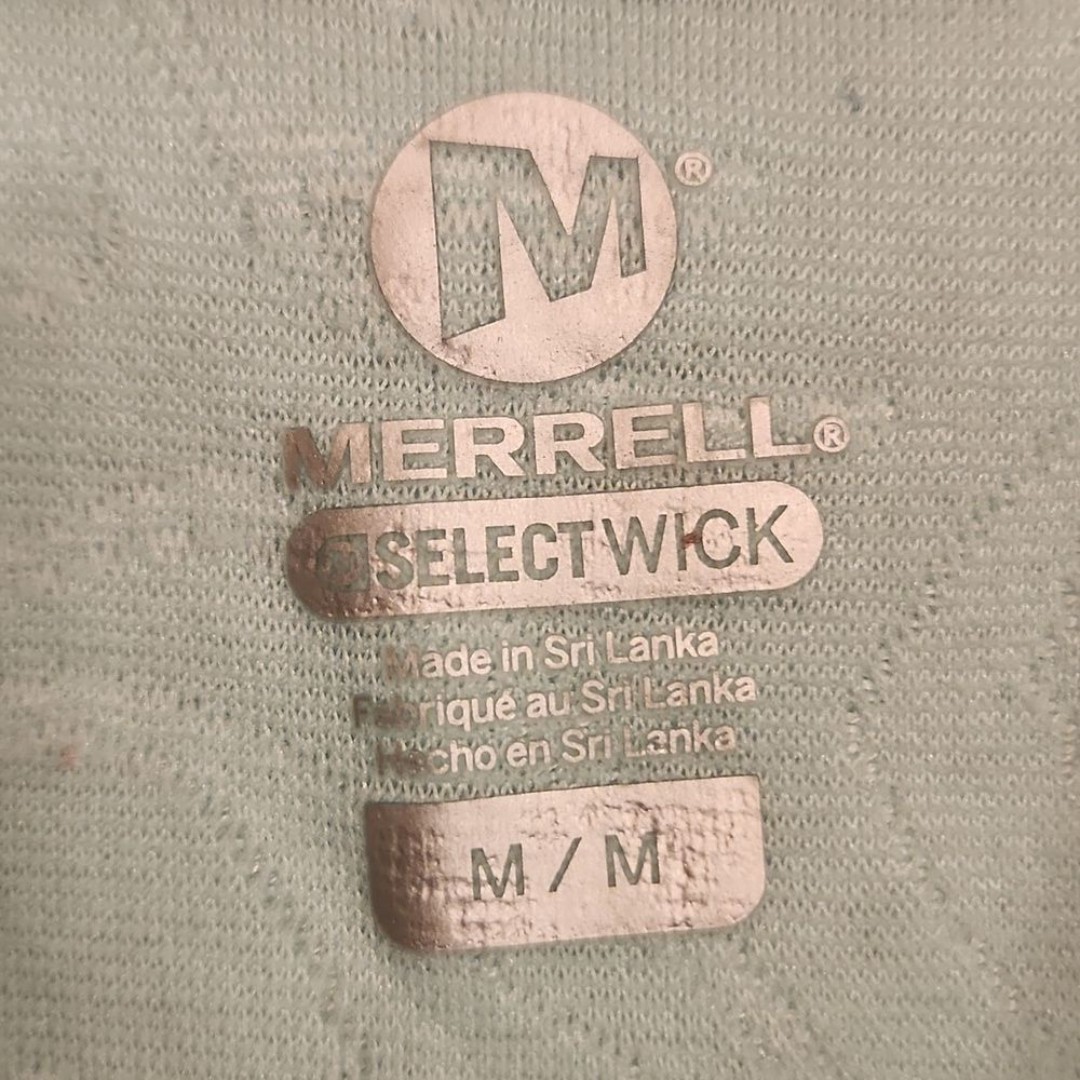 M®
MERRELL®
SELECTWICK
Made in Sri Lanka
Fabriqué au Sri Lanka
Hecho en Sri Lanka
M / M